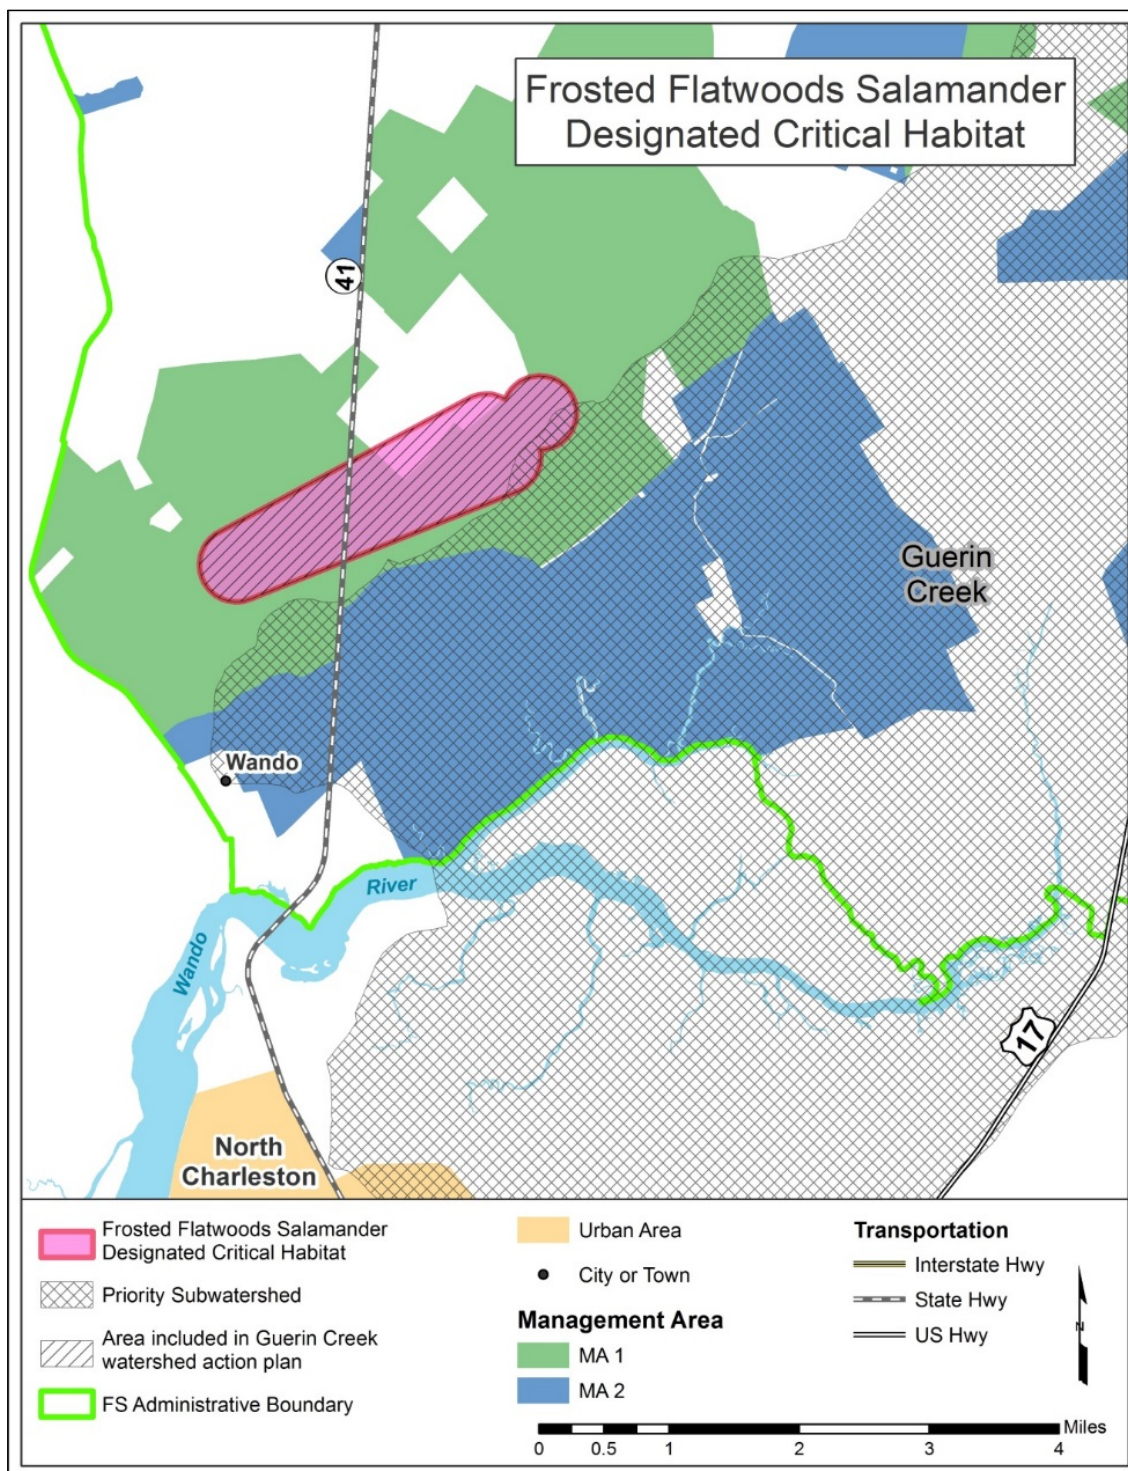 Frosted Flatwoods Salamander
Designated Critical Habitat
41
Guerin
Creek
Wando
River
Wando
17
North
Charleston
Frosted Flatwoods Salamander
Designated Critical Habitat
Priority Subwatershed
Area included in Guerin Creek
watershed action plan
FS Administrative Boundary
Urban Area
City or Town
Management Area
MA 1
MA 2
Transportation
Interstate Hwy
State Hwy
US Hwy
N
Miles
0 0.5 1 2 3 4